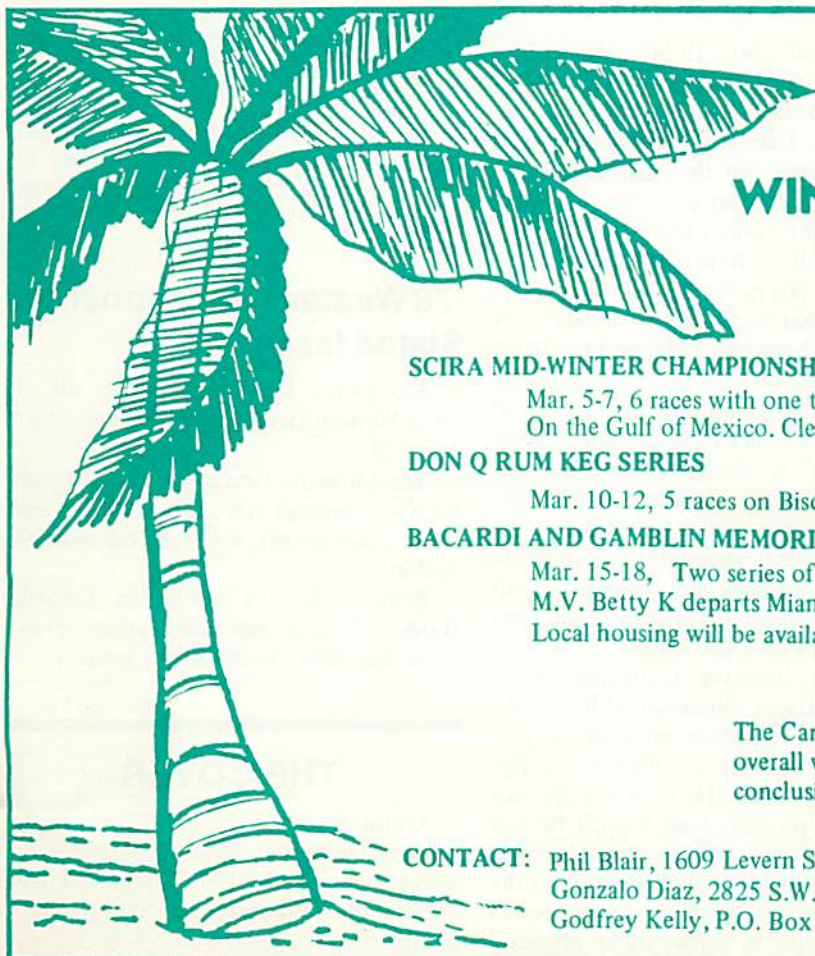 WIN
SCIRA MID-WINTER CHAMPIONSH
Mar. 5-7, 6 races with one t
On the Gulf of Mexico. Cle
DON Q RUM KEG SERIES
Mar. 10-12, 5 races on Bisc
BACARDI AND GAMBLIN MEMORI
Mar. 15-18, Two series of
M.V. Betty K departs Miam
Local housing will be availa
The Car
overall w
conclusi
CONTACT: Phil Blair, 1609 Levern S
Gonzalo Diaz, 2825 S.W.
Godfrey Kelly, P.O. Box